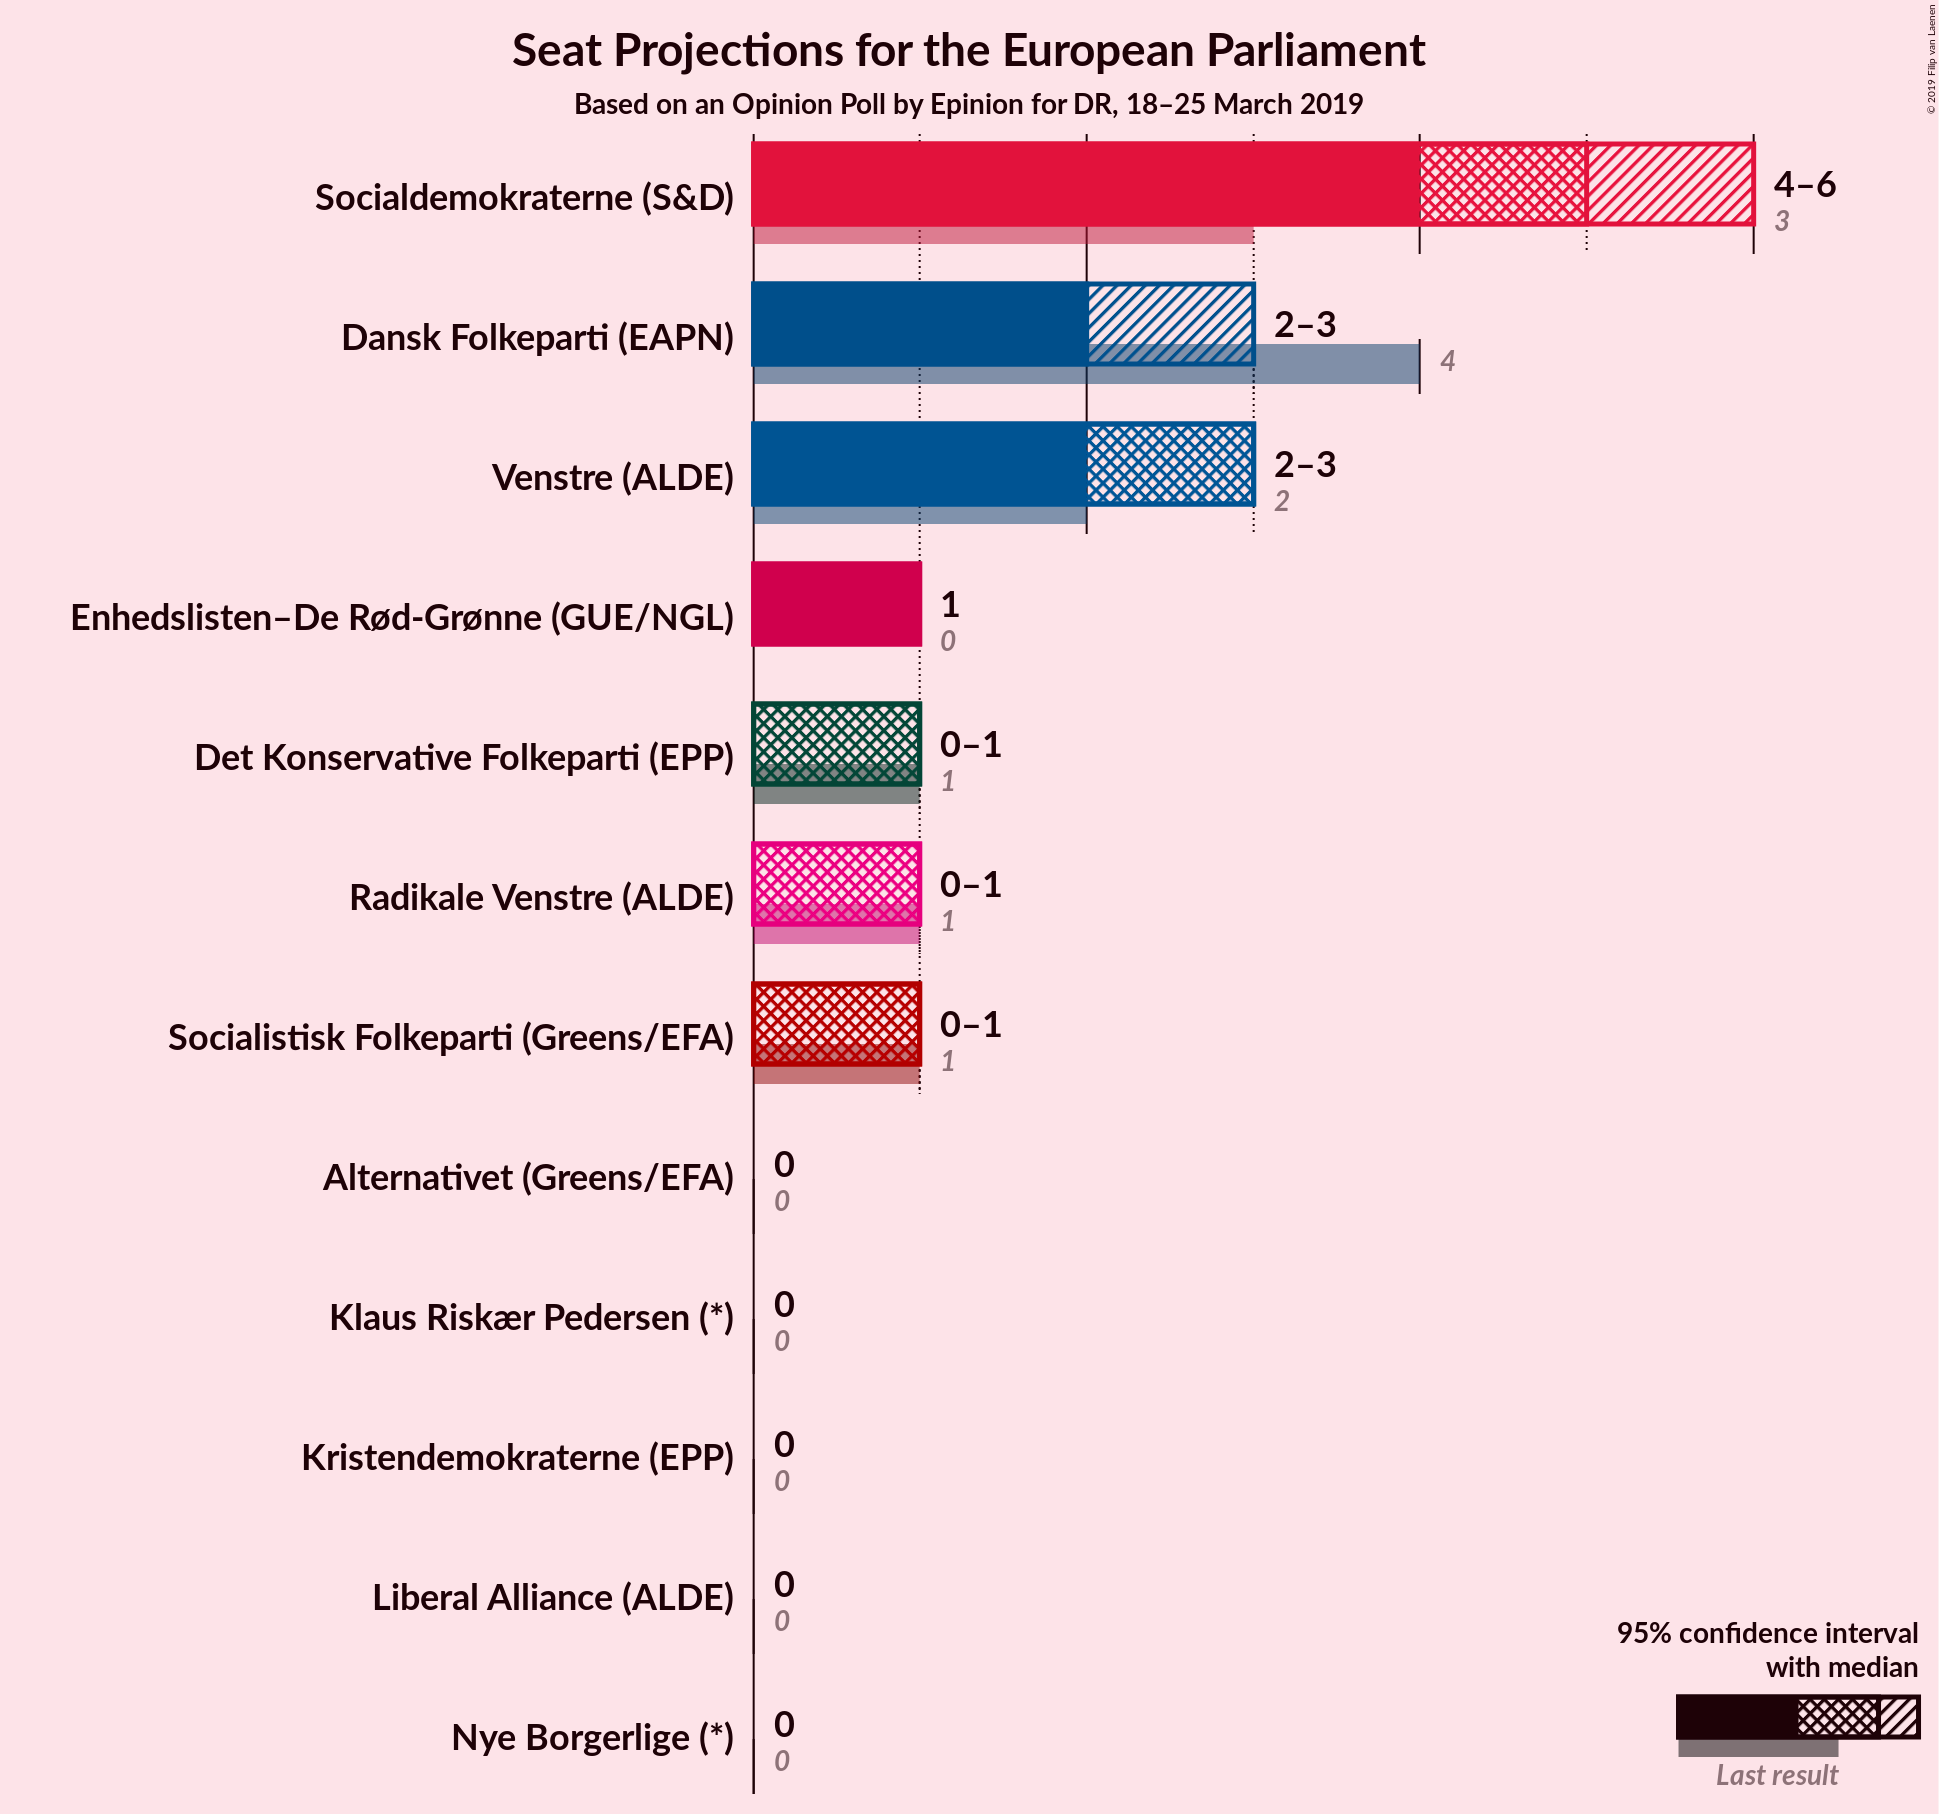 Seat Projections for the European Parliament
Based on an Opinion Poll by Epinion for DR, 18–25 March 2019
© 2019 Filip van Laenen
Socialdemokraterne (S&D)
4–6
3
Dansk Folkeparti (EAPN)
2–3
4
Venstre (ALDE)
2–3
2
Enhedslisten–De Rød-Grønne (GUE/NGL)
1
0
Det Konservative Folkeparti (EPP)
0–1
1
Radikale Venstre (ALDE)
0–1
1
Socialistisk Folkeparti (Greens/EFA)
0–1
1
Alternativet (Greens/EFA)
0
0
Klaus Riskær Pedersen (*)
0
0
Kristendemokraterne (EPP)
0
0
Liberal Alliance (ALDE)
0
0
Nye Borgerlige (*)
0
0
95% confidence interval
with median
Last result